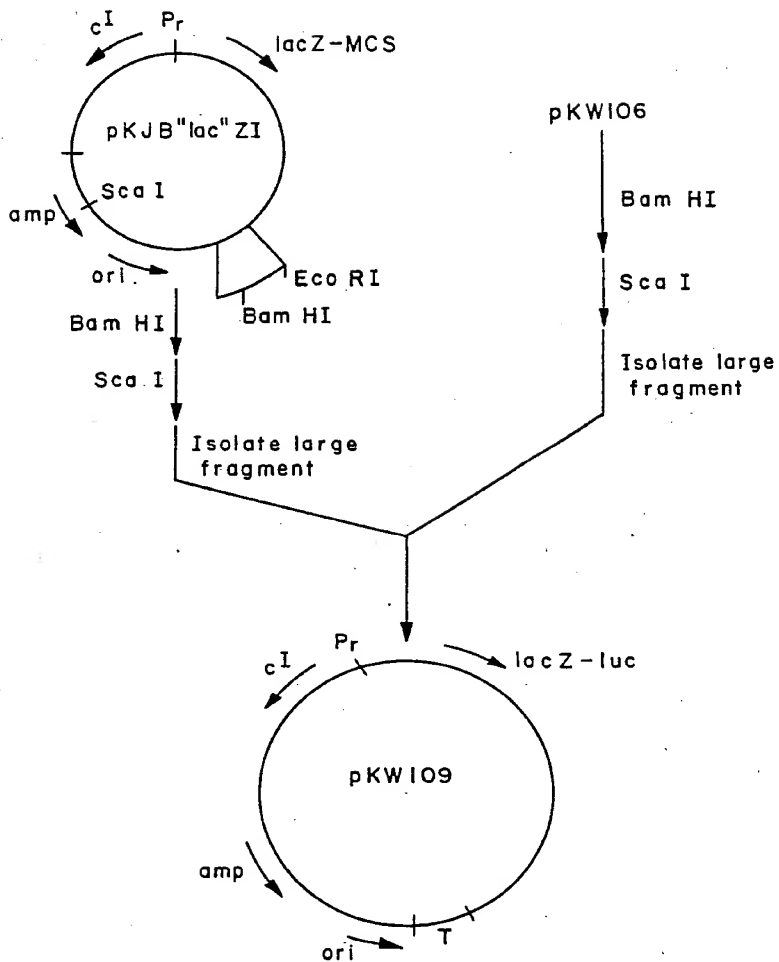 cI
Pr
lacZ-MCS
pKJB"lac"ZI
Sca I
amp
ori.
Eco RI
Bam HI
Bam HI
Sca I
Isolate large
fragment
pKW106
Bam HI
Sca I
Isolate large
fragment
cI
Pr
lacZ-luc
pKW109
amp
ori
T